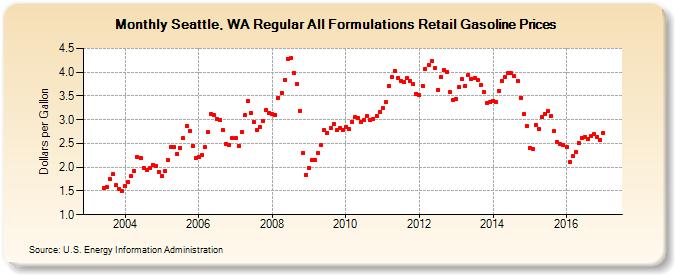 Monthly Seattle, WA Regular All Formulations Retail Gasoline Prices
Dollars per Gallon
4.5
4.0
3.5
3.0
2.5
2.0
1.5
1.0
2004 2006 2008 2010 2012 2014 2016
Source: U.S. Energy Information Administration